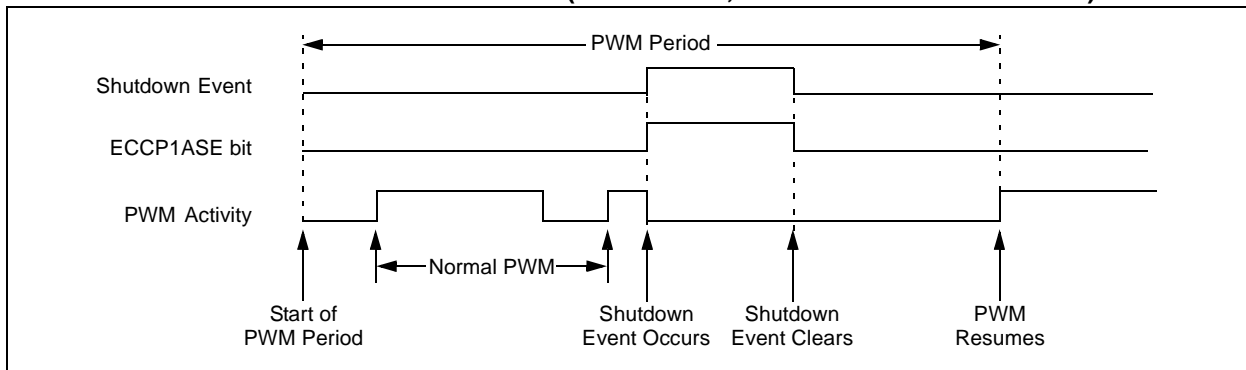 PWM Period
Shutdown Event
ECCP1ASE bit
PWM Activity
Normal PWM
Start of
PWM Period
Shutdown
Event Occurs
Shutdown
Event Clears
PWM
Resumes